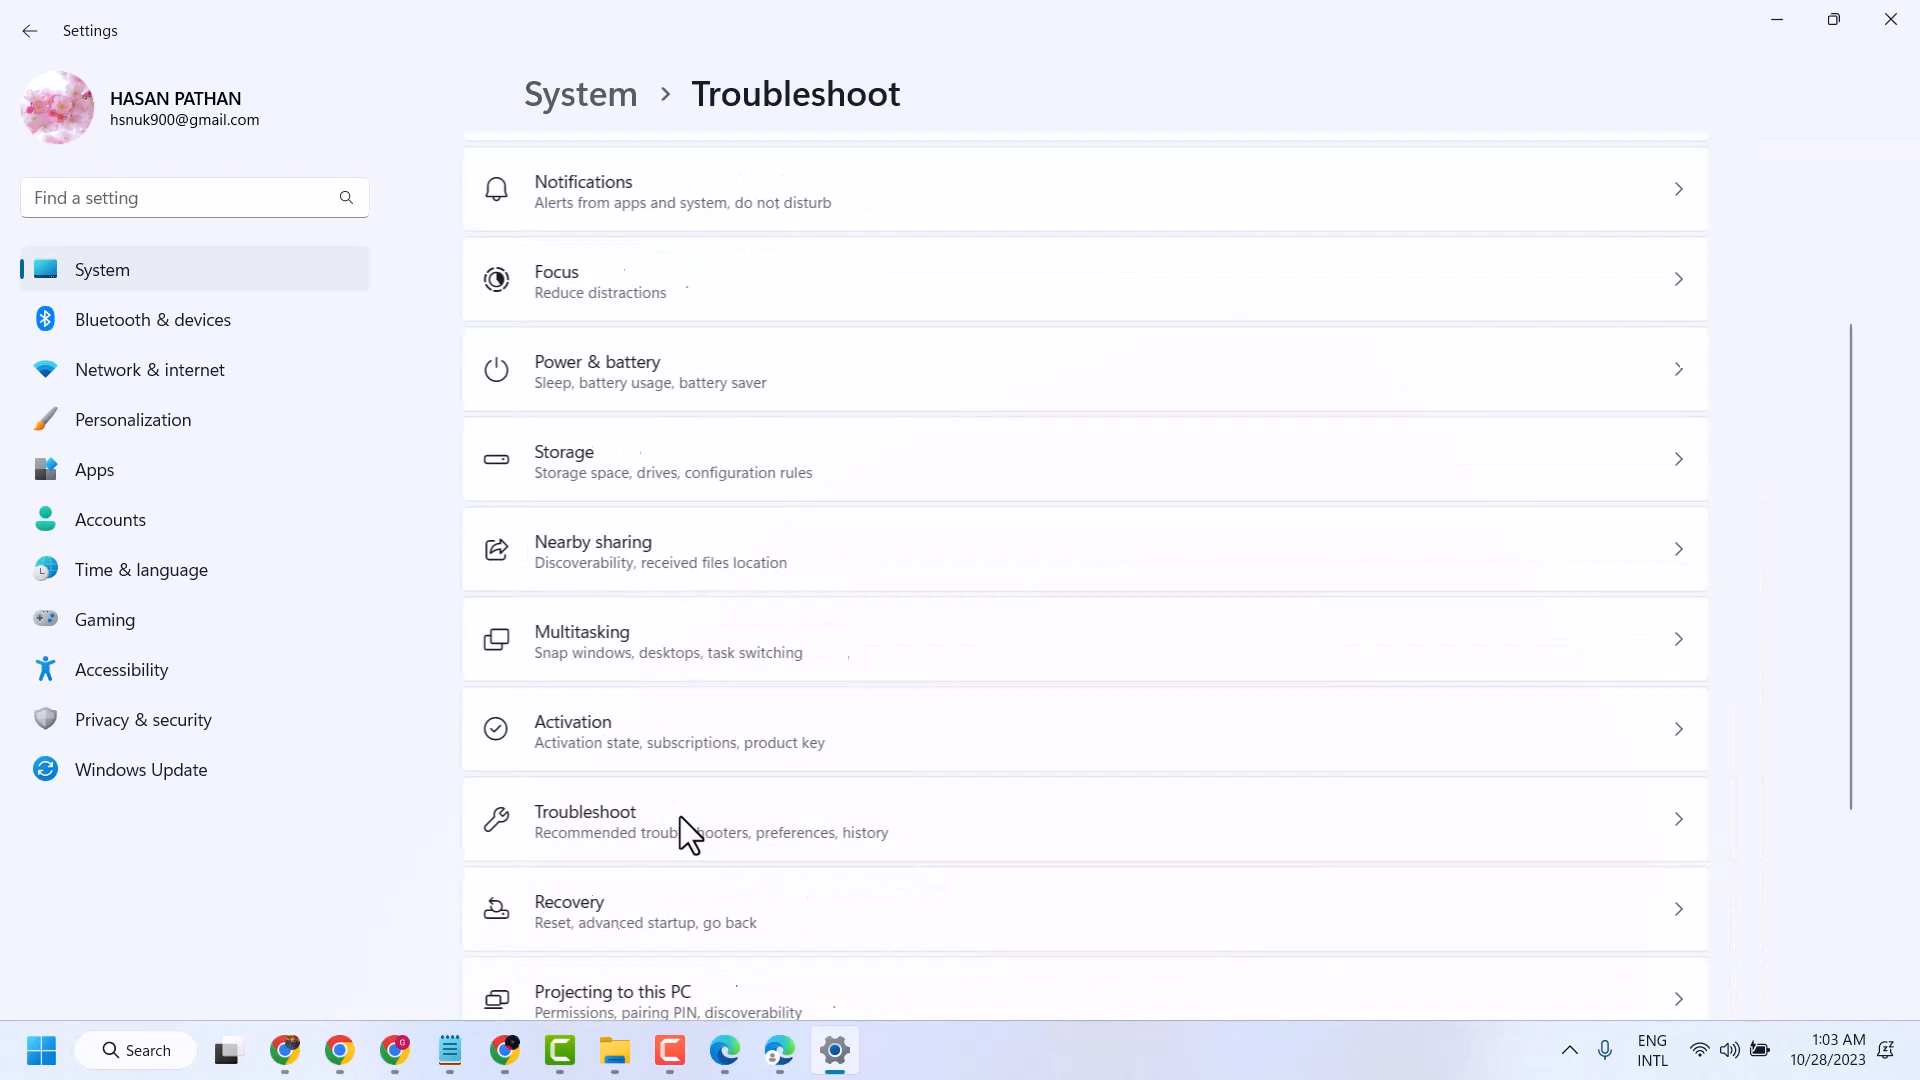 Settings
HASAN PATHAN
hsnuk900@gmail.com
Find a setting
System
Bluetooth & devices
Network & internet
Personalization
Apps
Accounts
Time & language
Gaming
Accessibility
Privacy & security
Windows Update
System > Troubleshoot
Notifications
Alerts from apps and system, do not disturb
Focus
Reduce distractions
Power & battery
Sleep, battery usage, battery saver
Storage
Storage space, drives, configuration rules
Nearby sharing
Discoverability, received files location
Multitasking
Snap windows, desktops, task switching
Activation
Activation state, subscriptions, product key
Troubleshoot
Recommended troubleshooters, preferences, history
Recovery
Reset, advanced startup, go back
Projecting to this PC
Permissions, pairing PIN, discoverability
Search
ENG
INTL
1:03 AM
10/28/2023